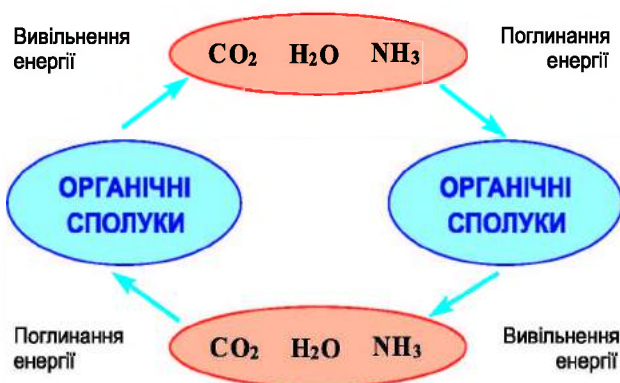 Вивільнення
енергії
CO₂ H₂O NH₃
Поглинання
енергії
ОРГАНІЧНІ
СПОЛУКИ
ОРГАНІЧНІ
СПОЛУКИ
Поглинання
енергії
CO₂ H₂O NH₃
Вивільнення
енергії